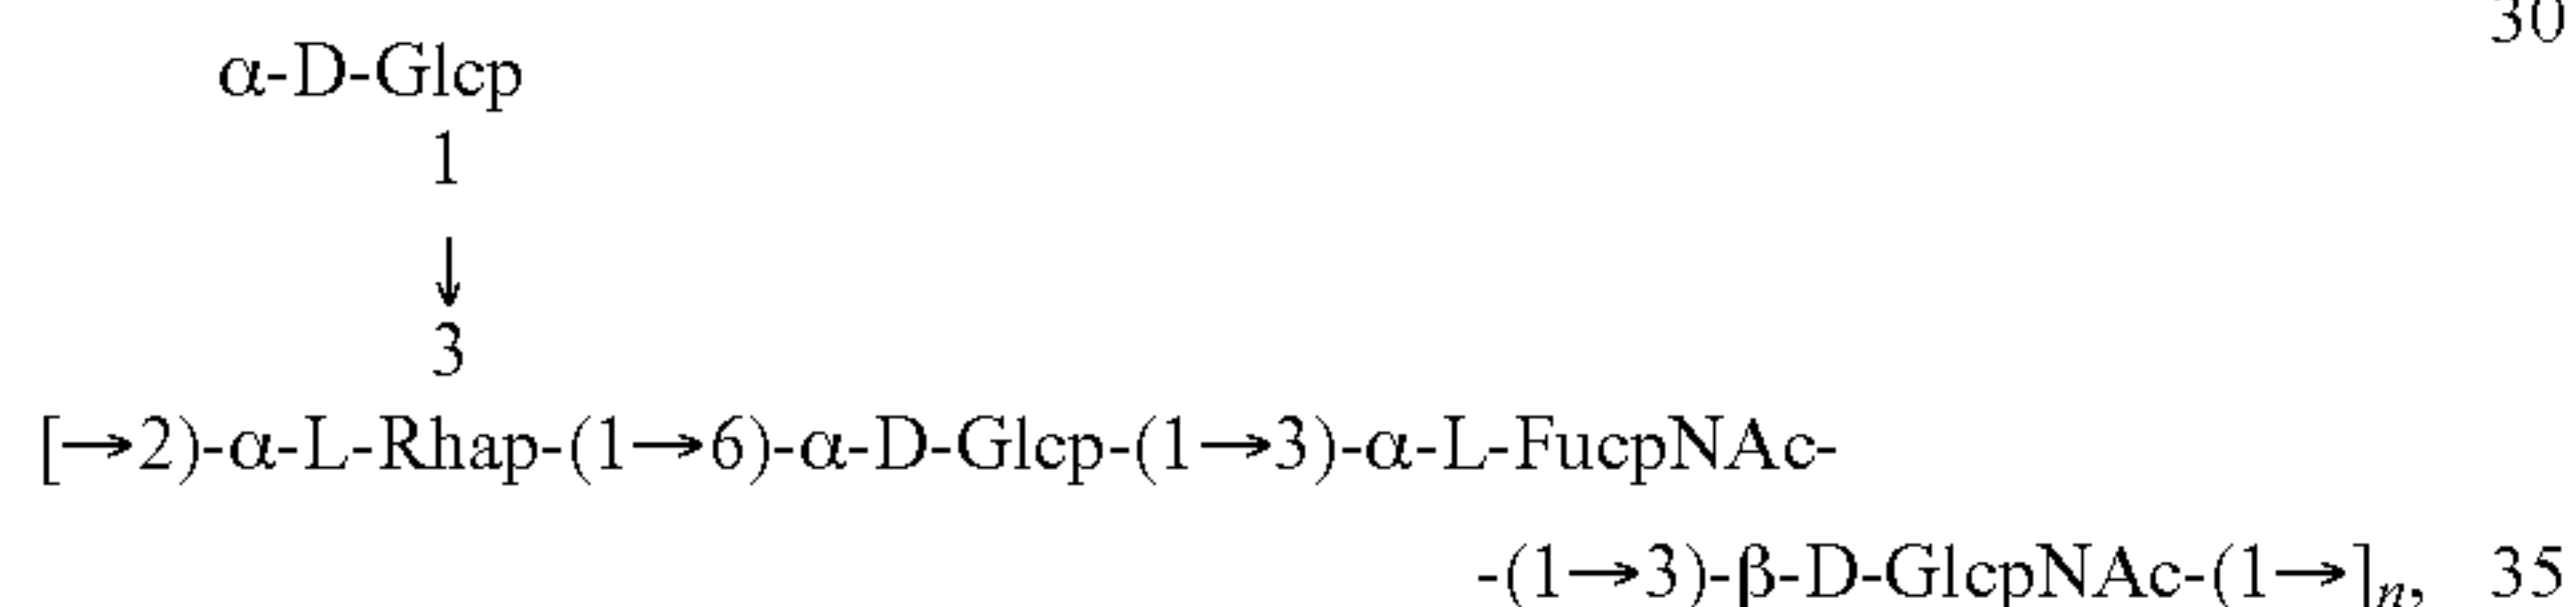 30
α-D-Glcp
1
↓
3
[→2)-α-L-Rhap-(1→6)-α-D-Glcp-(1→3)-α-L-FucpNAc-
-(1→3)-β-D-GlcpNAc-(1→]n, 35